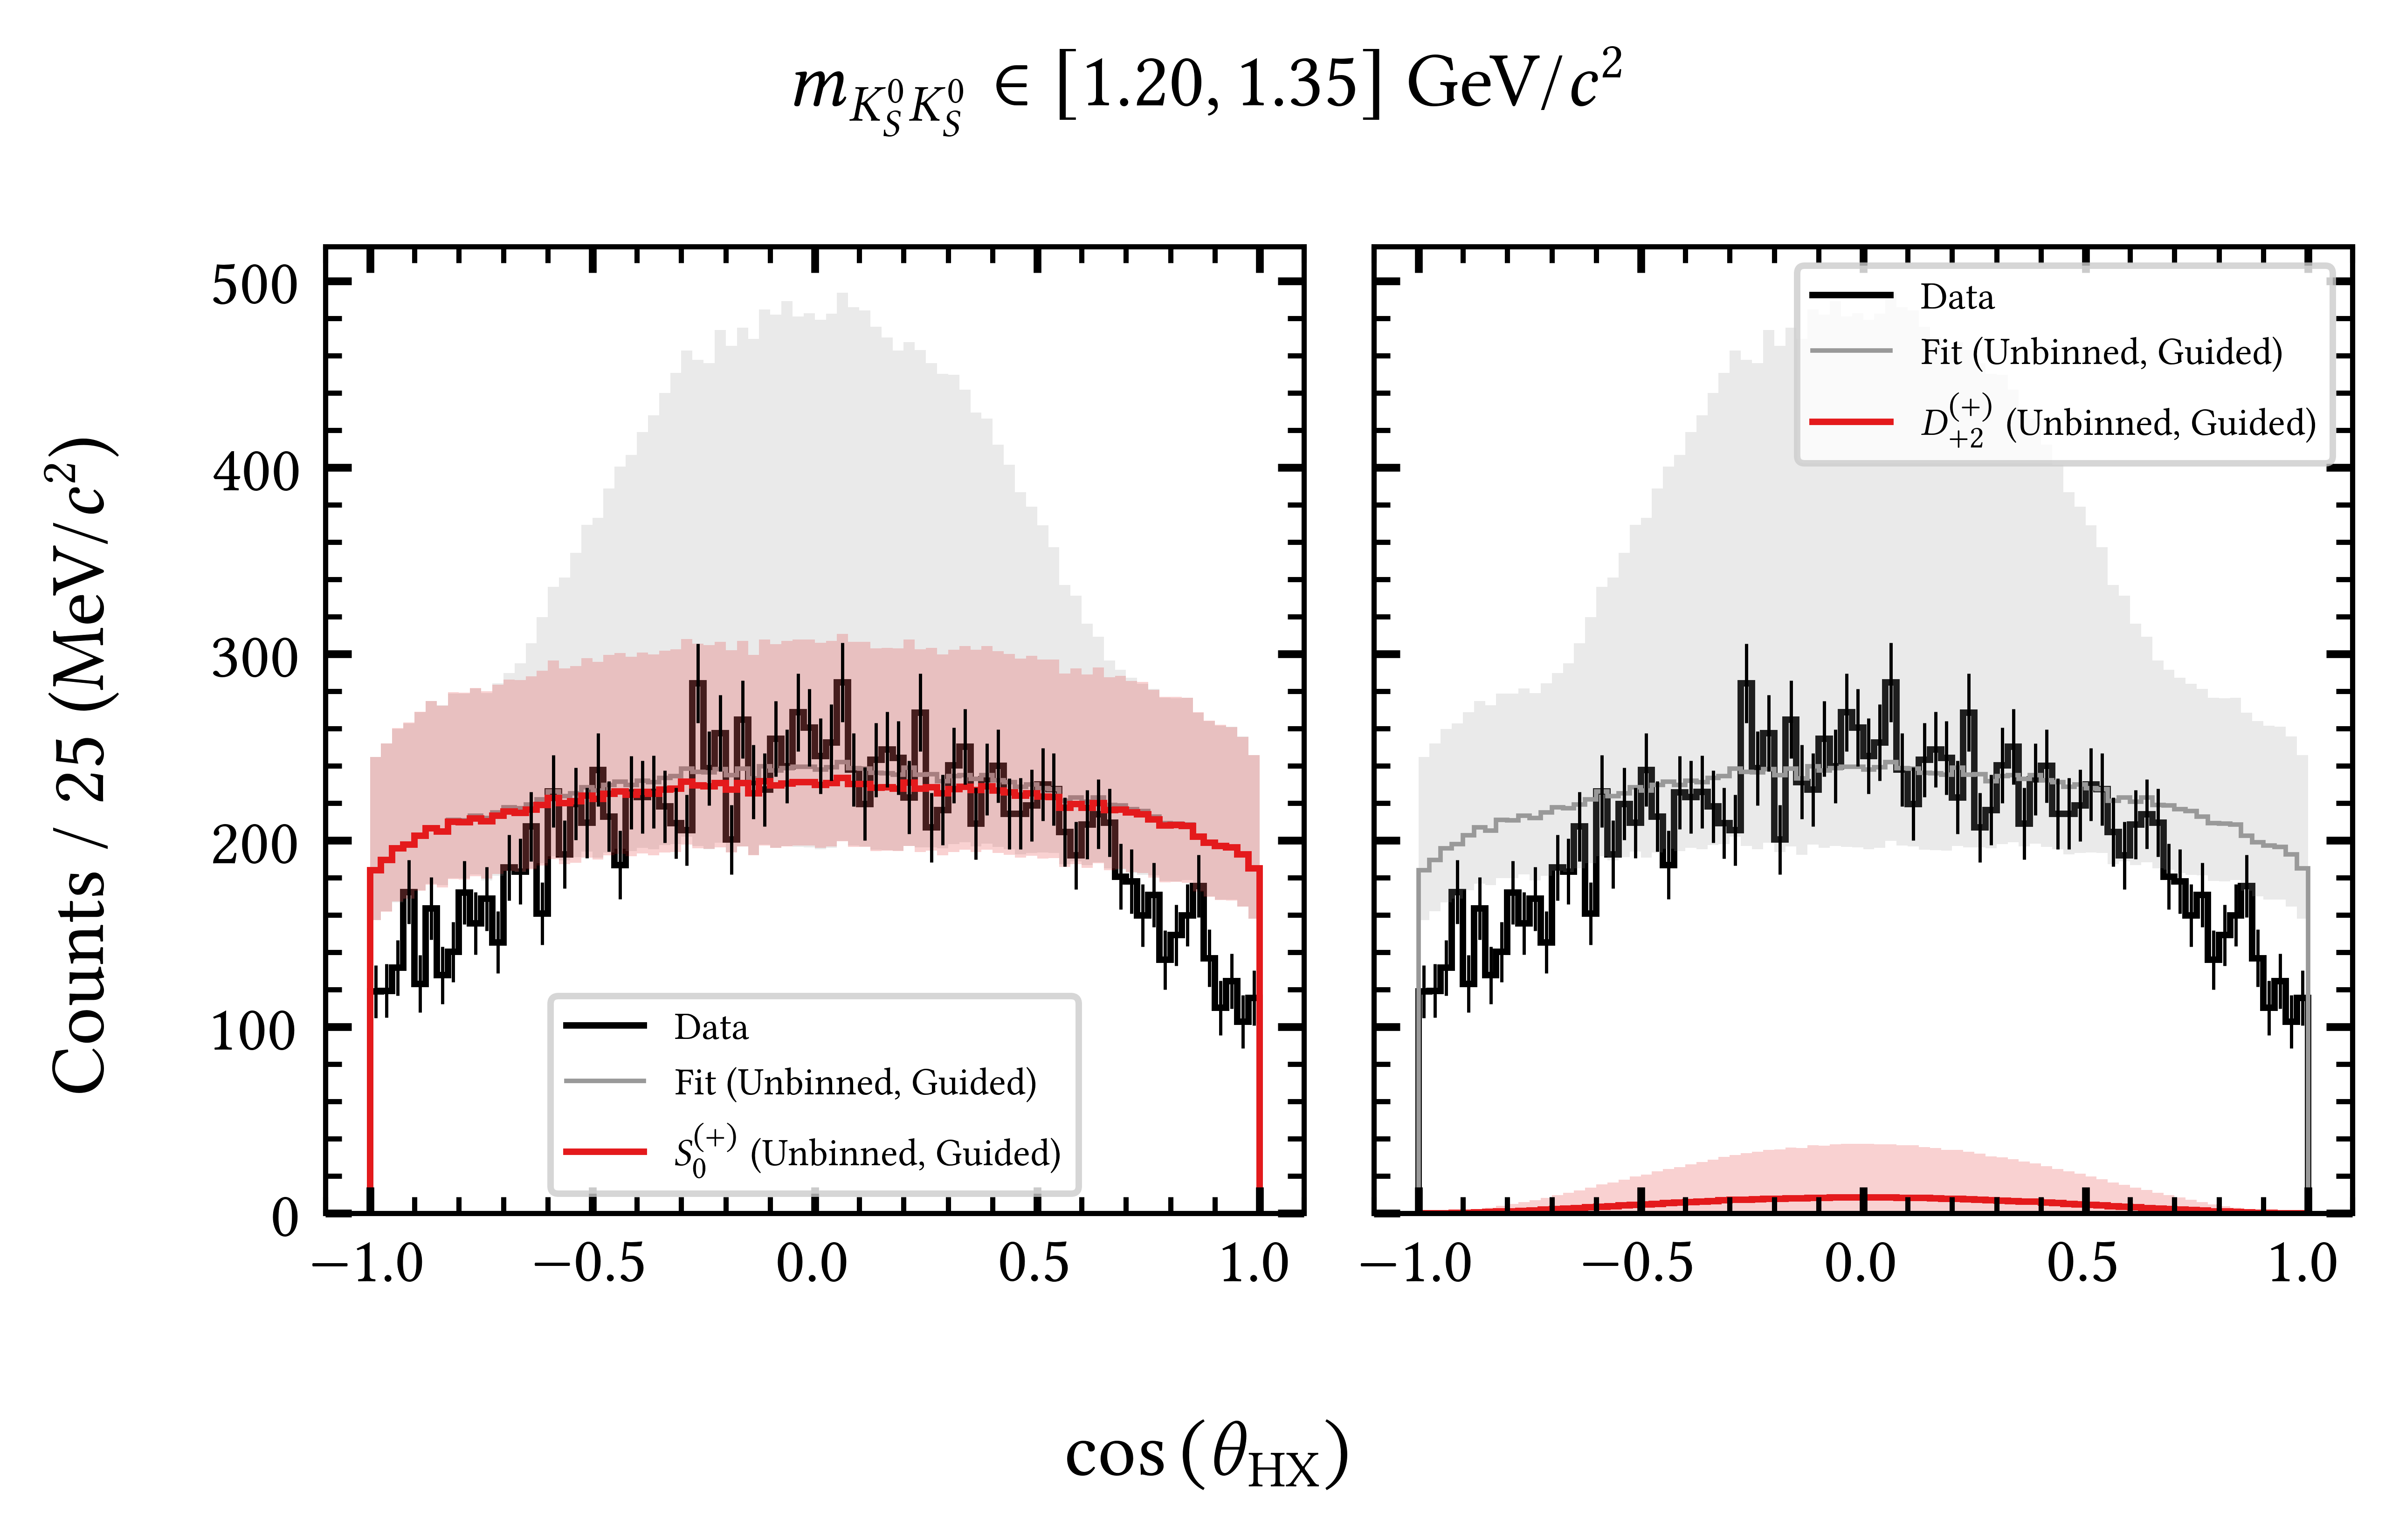 m_{K_S^0 K_S^0} ∈ [1.20, 1.35] GeV/c²
Counts / 25 (MeV/c²)
500
400
300
200
100
0
Data
Fit (Unbinned, Guided)
S_0^{(+)} (Unbinned, Guided)
−1.0 −0.5 0.0 0.5 1.0
Data
Fit (Unbinned, Guided)
D_{+2}^{(+)} (Unbinned, Guided)
−1.0 −0.5 0.0 0.5 1.0
cos (θ_{HX})